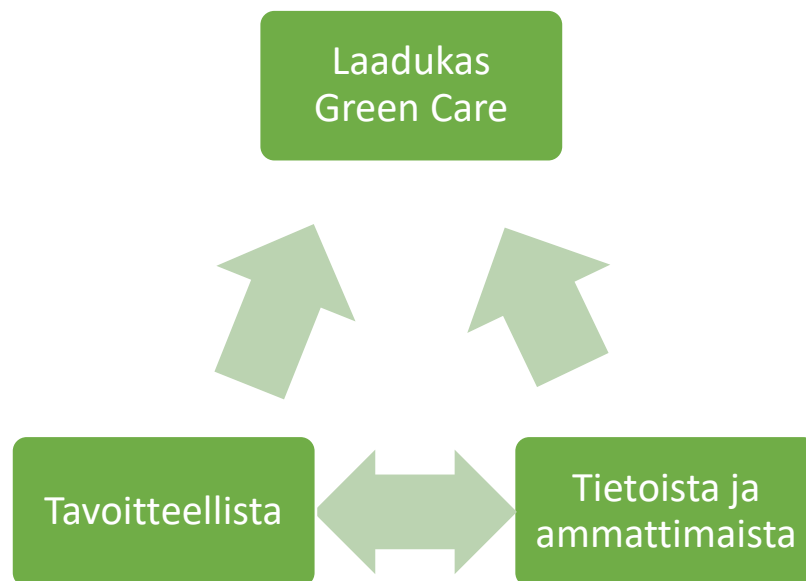 Laadukas
Green Care
Tavoitteellista
Tietoista ja
ammattimaista